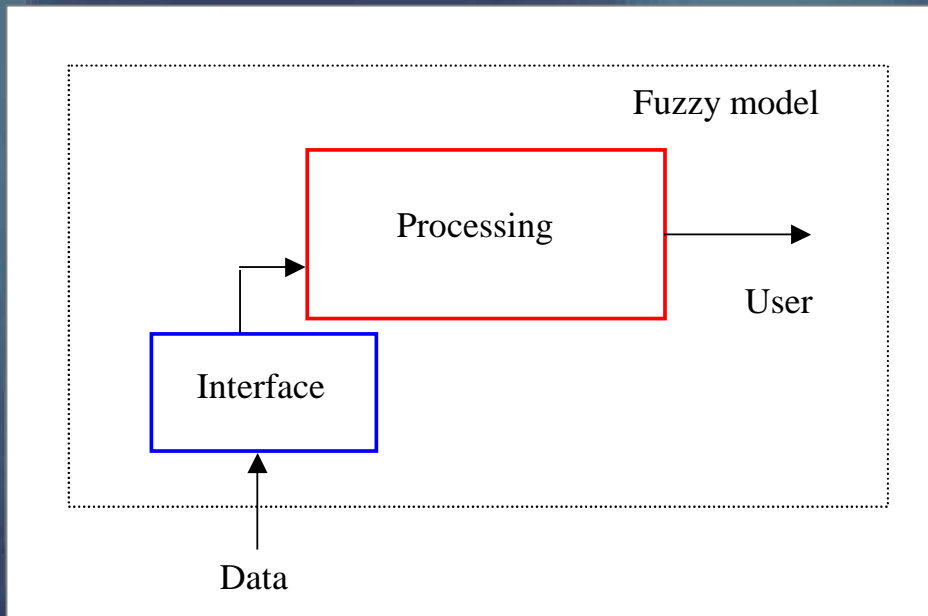 Fuzzy model
Processing
User
Interface
Data